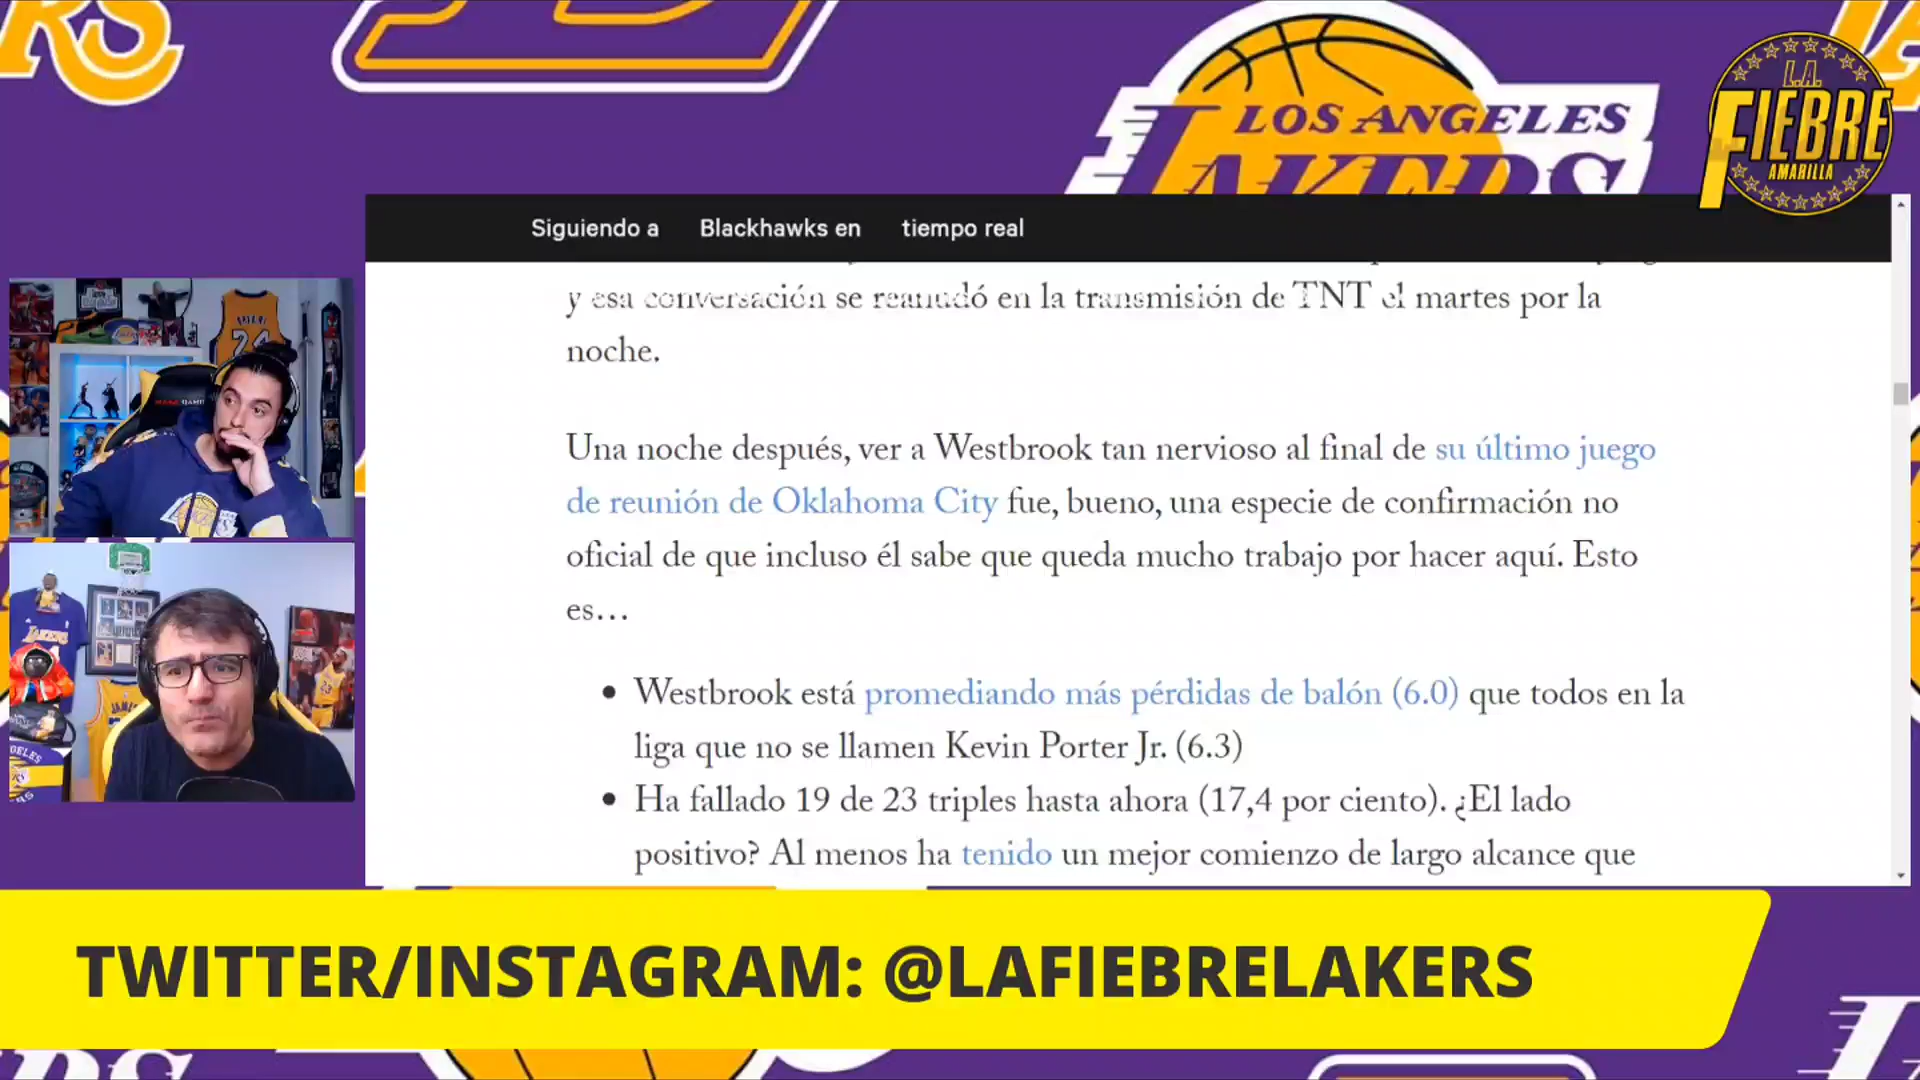 RS
LOS ANGELES
LAKERS
L.A.
FIEBRE
AMARILLA
Siguiendo a Blackhawks en tiempo real
y esa conversación se reanudó en la transmisión de TNT el martes por la
noche.
Una noche después, ver a Westbrook tan nervioso al final de su último juego
de reunión de Oklahoma City fue, bueno, una especie de confirmación no
oficial de que incluso él sabe que queda mucho trabajo por hacer aquí. Esto
es…
• Westbrook está promediando más pérdidas de balón (6.0) que todos en la
liga que no se llamen Kevin Porter Jr. (6.3)
• Ha fallado 19 de 23 triples hasta ahora (17,4 por ciento). ¿El lado
positivo? Al menos ha tenido un mejor comienzo de largo alcance que
24
LAKERS
23
TWITTER/INSTAGRAM: @LAFIEBRELAKERS